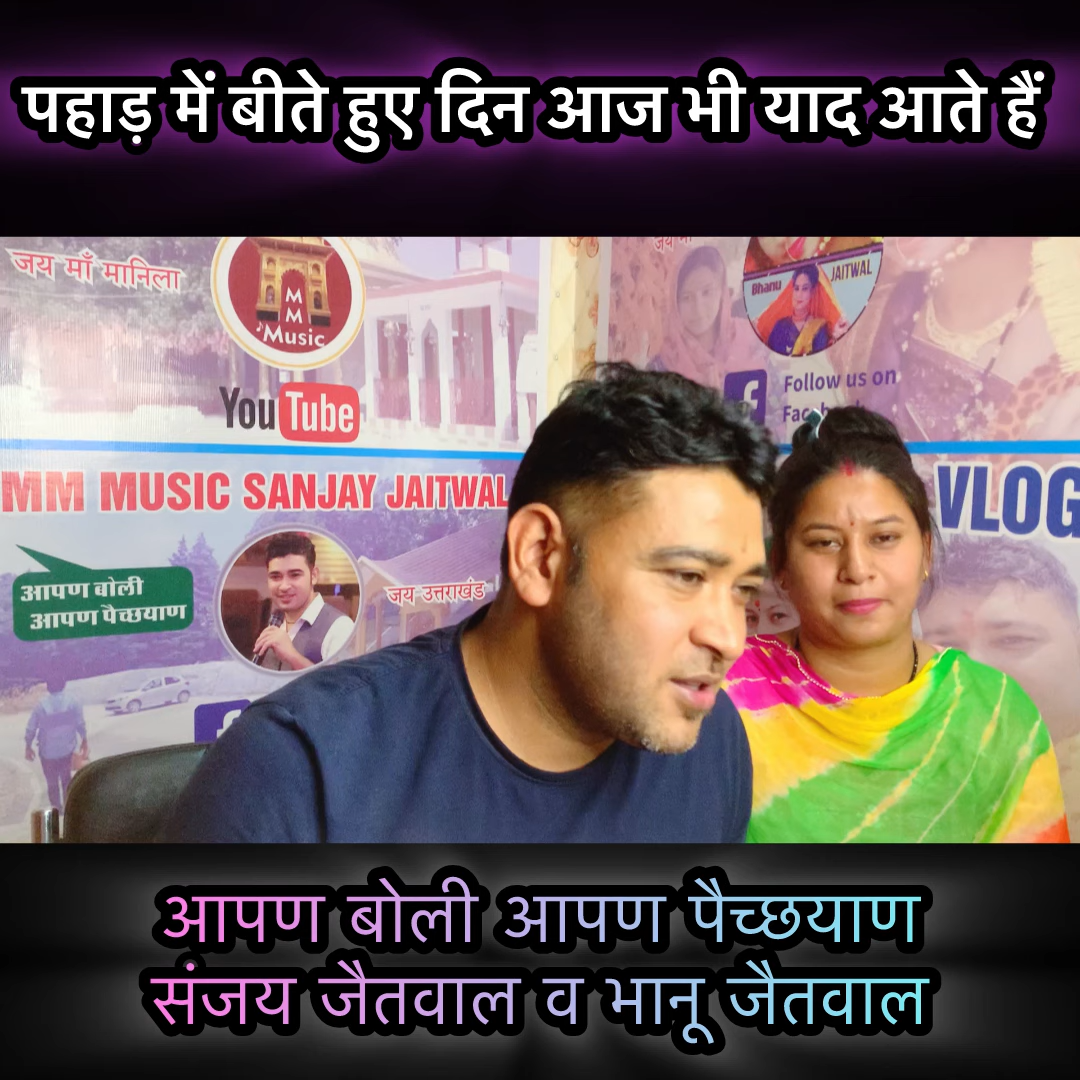 पहाड़ में बीते हुए दिन आज भी याद आते हैं
जय माँ मानिला
M
M
Music
YouTube
MM MUSIC SANJAY JAITWAL
आपण बोली
आपण पैच्छयाण
जय उत्तराखंड
Bhanu JAITWAL
Follow us on
VLOG
आपण बोली आपण पैच्छयाण
संजय जैतवाल व भानू जैतवाल